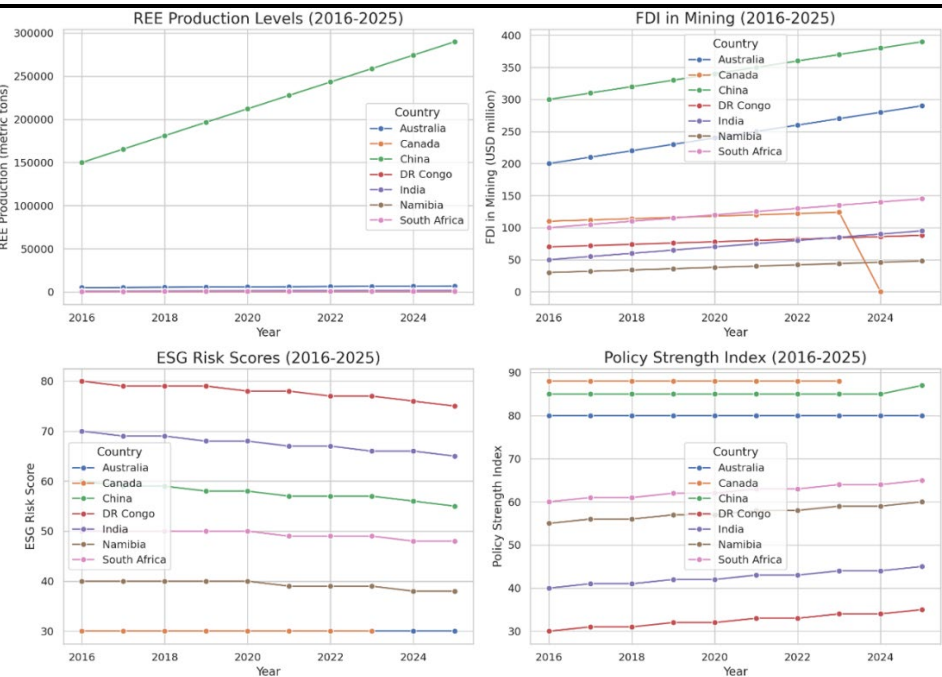 REE Production Levels (2016-2025)
REE Production (metric tons)
300000
250000
200000
150000
100000
50000
0
Country
Australia
Canada
China
DR Congo
India
Namibia
South Africa
2016 2018 2020 2022 2024
Year
FDI in Mining (2016-2025)
FDI in Mining (USD million)
400
350
300
250
200
150
100
50
0
Country
Australia
Canada
China
DR Congo
India
Namibia
South Africa
2016 2018 2020 2022 2024
Year
ESG Risk Scores (2016-2025)
ESG Risk Score
80
70
60
50
40
30
Country
Australia
Canada
China
DR Congo
India
Namibia
South Africa
2016 2018 2020 2022 2024
Year
Policy Strength Index (2016-2025)
Policy Strength Index
90
80
70
60
50
40
30
Country
Australia
Canada
China
DR Congo
India
Namibia
South Africa
2016 2018 2020 2022 2024
Year